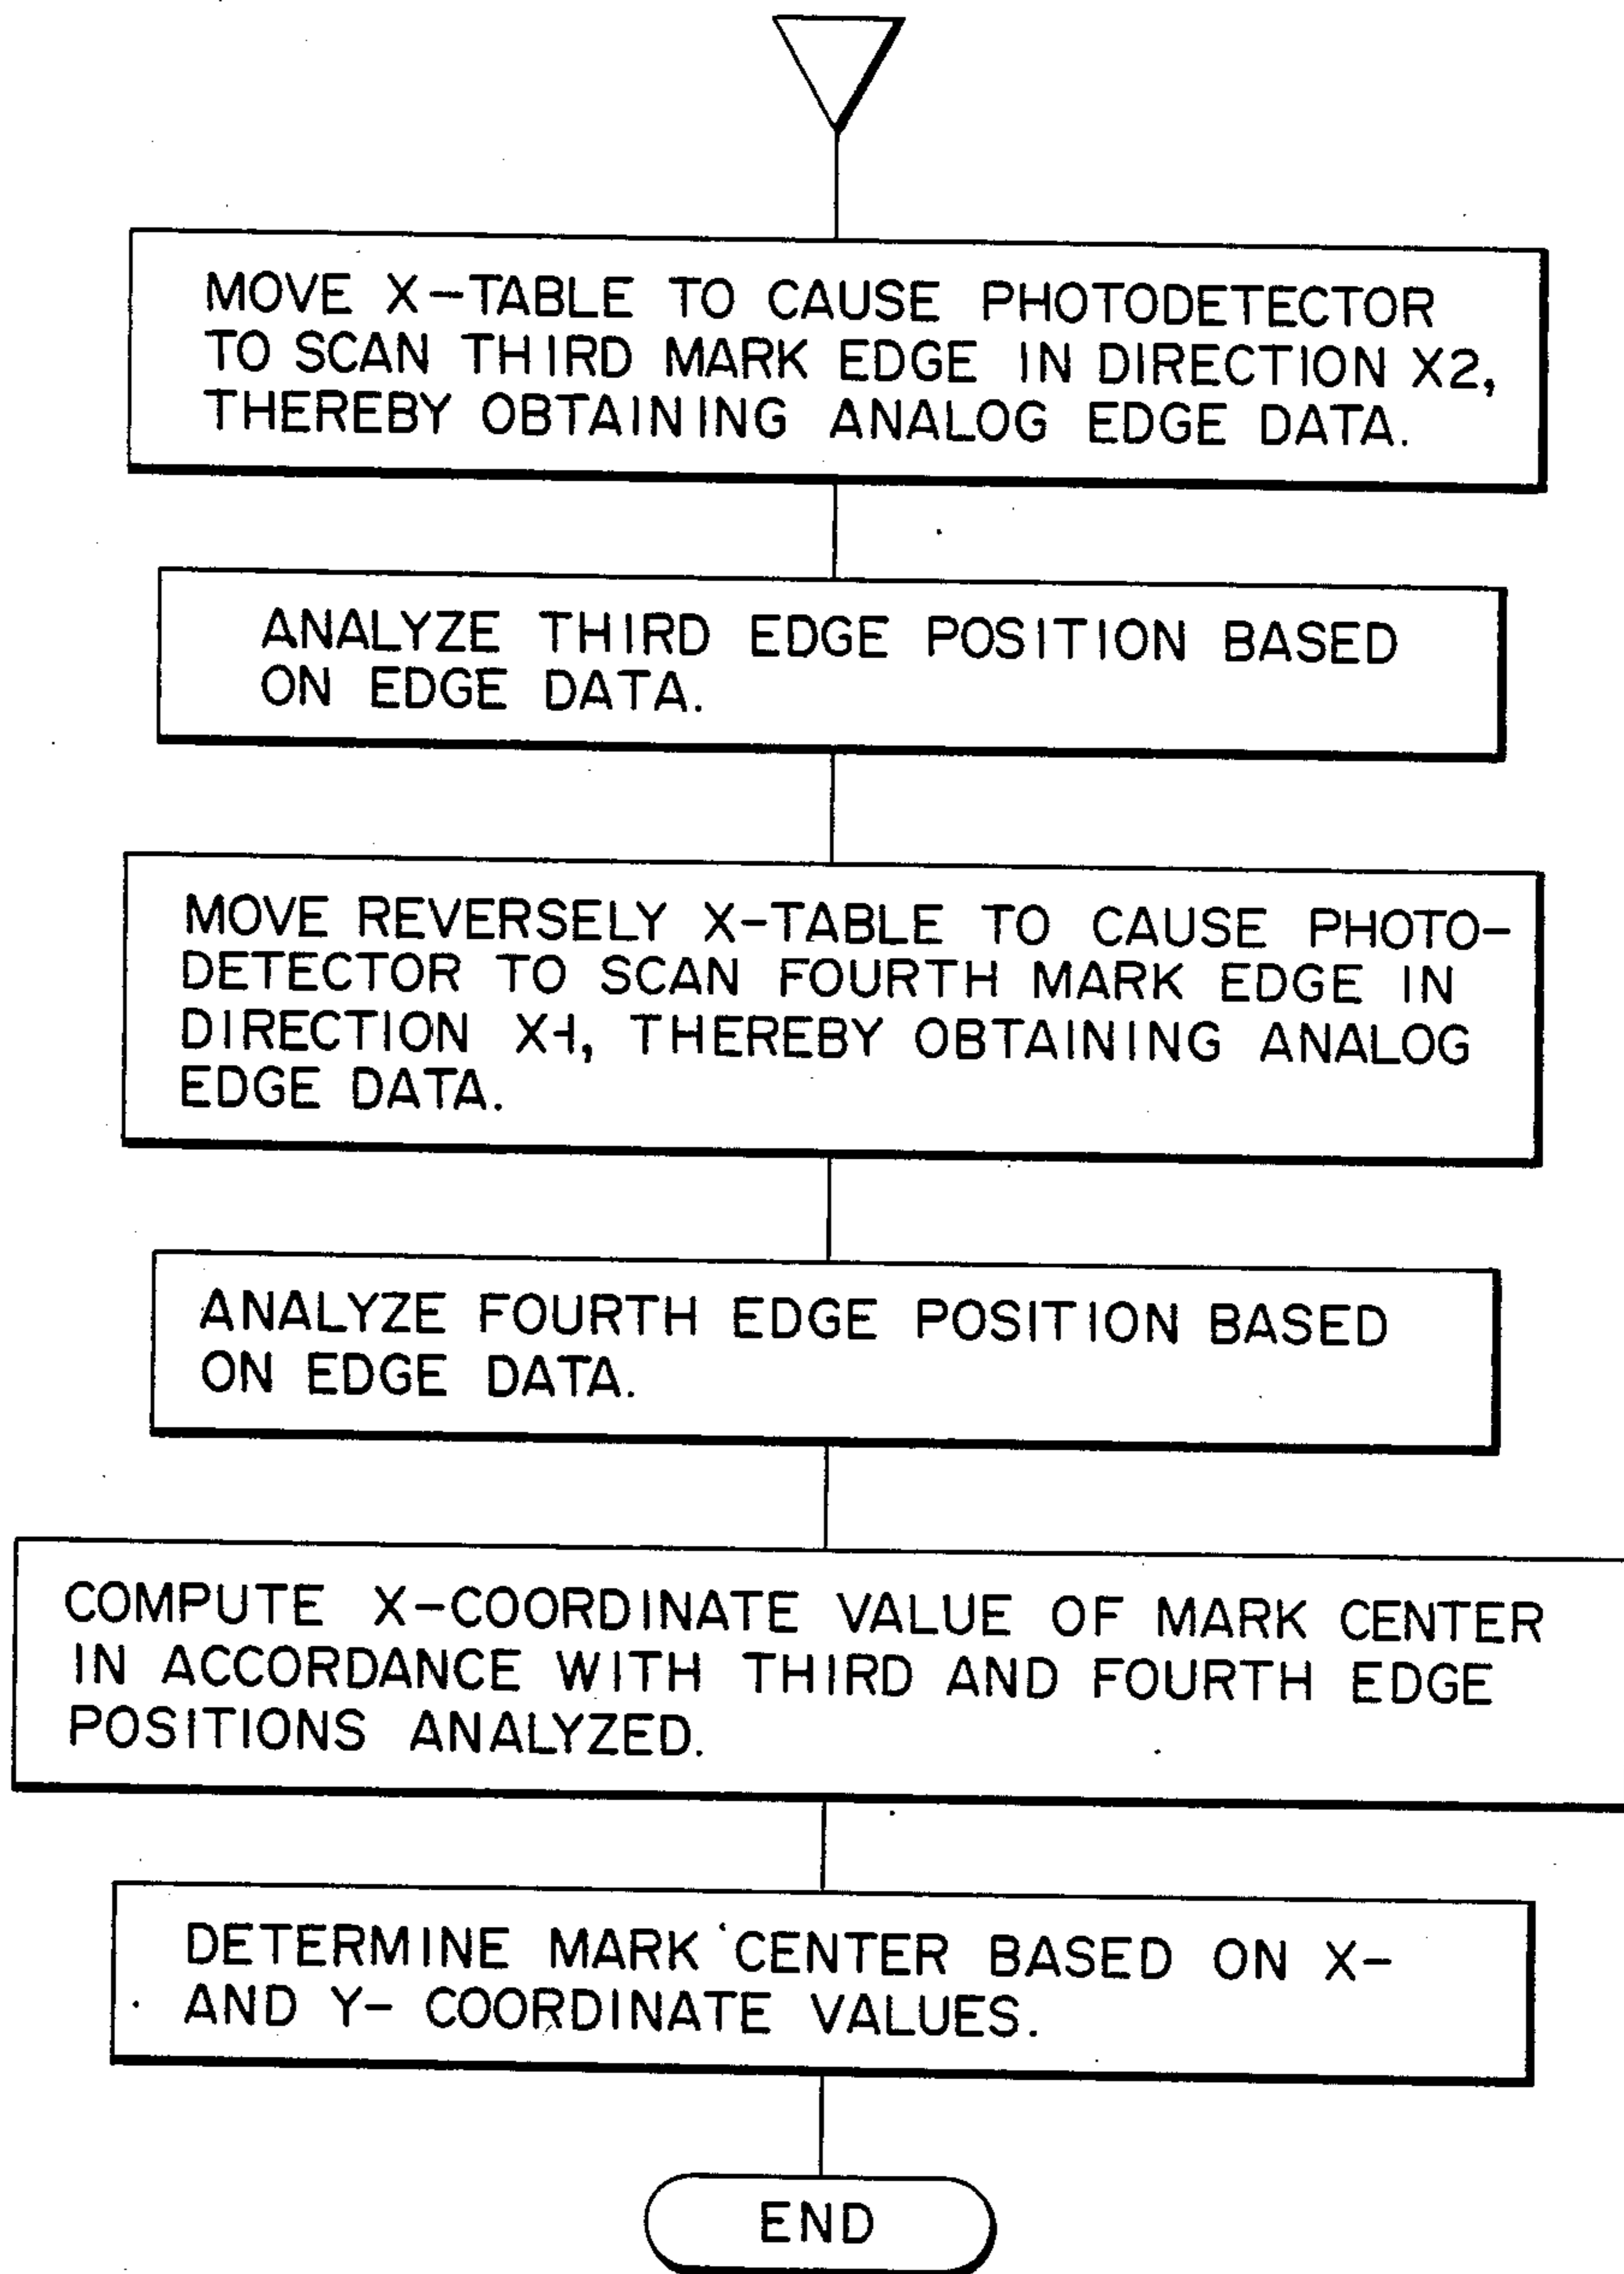 MOVE X-TABLE TO CAUSE PHOTODETECTOR
TO SCAN THIRD MARK EDGE IN DIRECTION X2,
THEREBY OBTAINING ANALOG EDGE DATA.
ANALYZE THIRD EDGE POSITION BASED
ON EDGE DATA.
MOVE REVERSELY X-TABLE TO CAUSE PHOTO-
DETECTOR TO SCAN FOURTH MARK EDGE IN
DIRECTION X1, THEREBY OBTAINING ANALOG
EDGE DATA.
ANALYZE FOURTH EDGE POSITION BASED
ON EDGE DATA.
COMPUTE X-COORDINATE VALUE OF MARK CENTER
IN ACCORDANCE WITH THIRD AND FOURTH EDGE
POSITIONS ANALYZED.
DETERMINE MARK CENTER BASED ON X-
AND Y- COORDINATE VALUES.
END